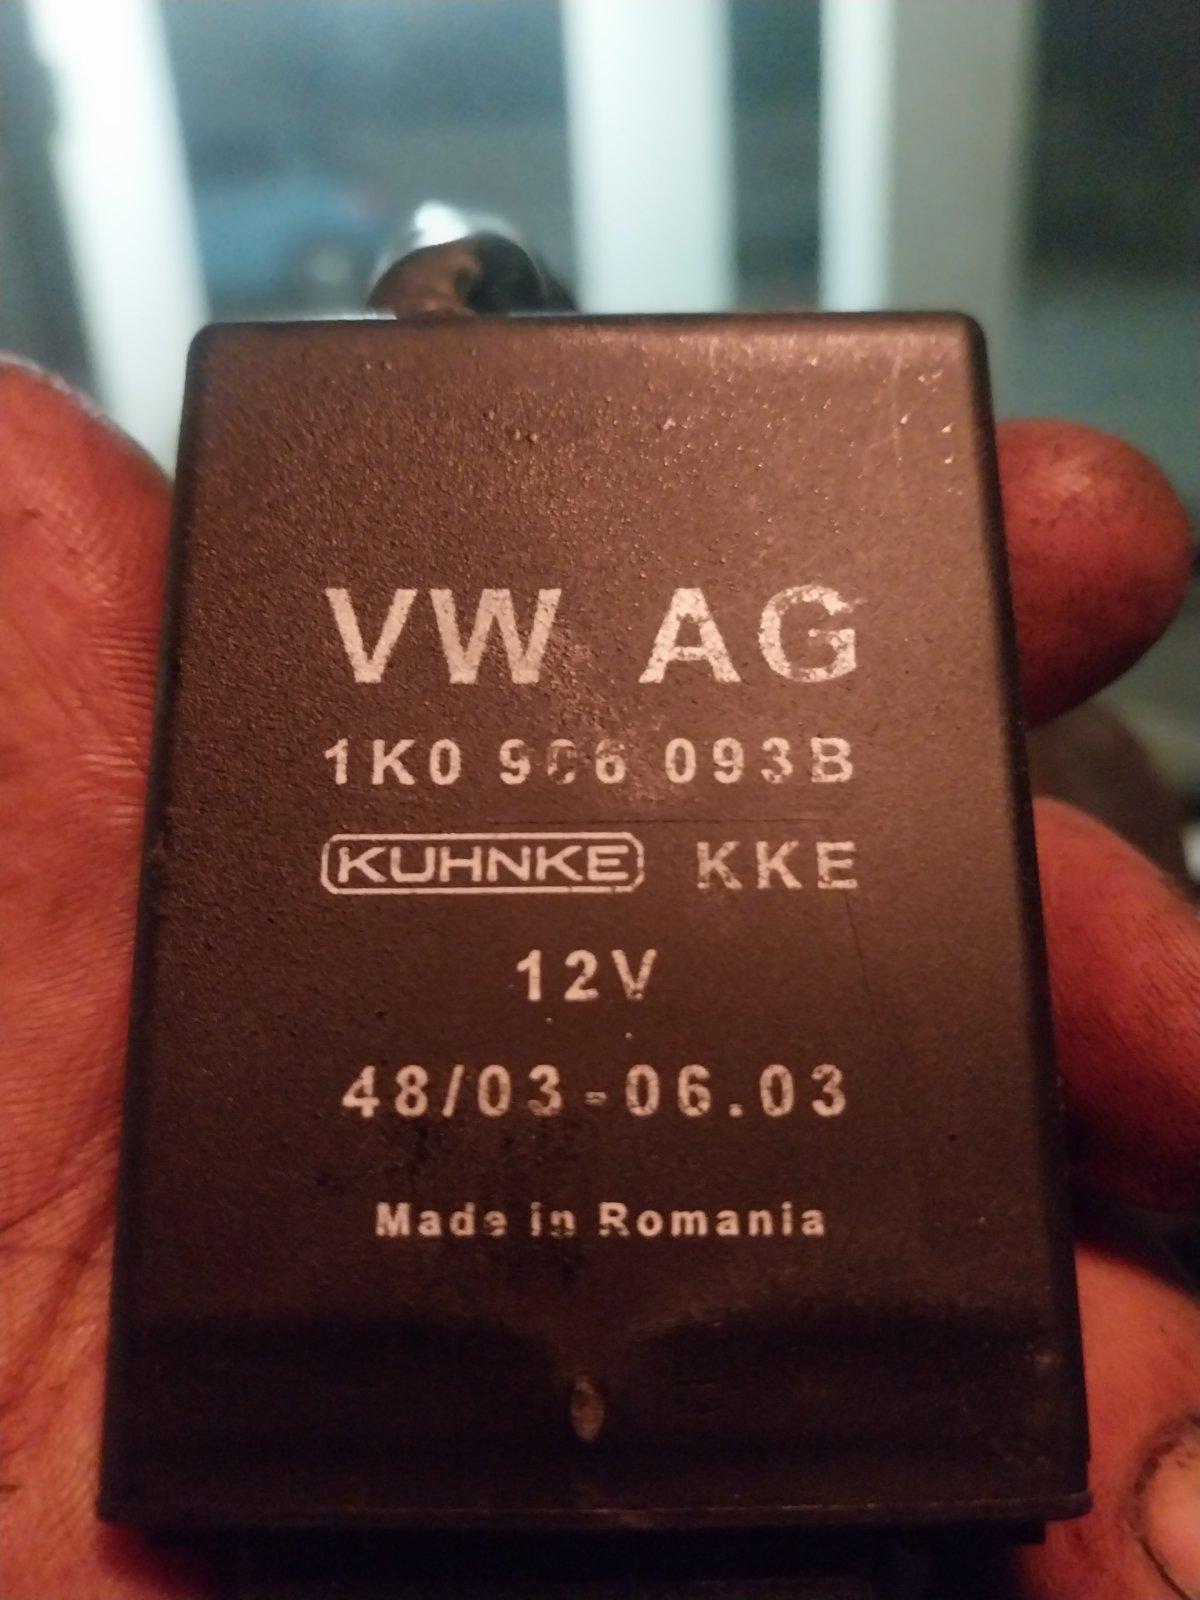 VW AG
1K0 906 093B
KUHNKE KKE
12V
48/03-06.03
Made in Romania